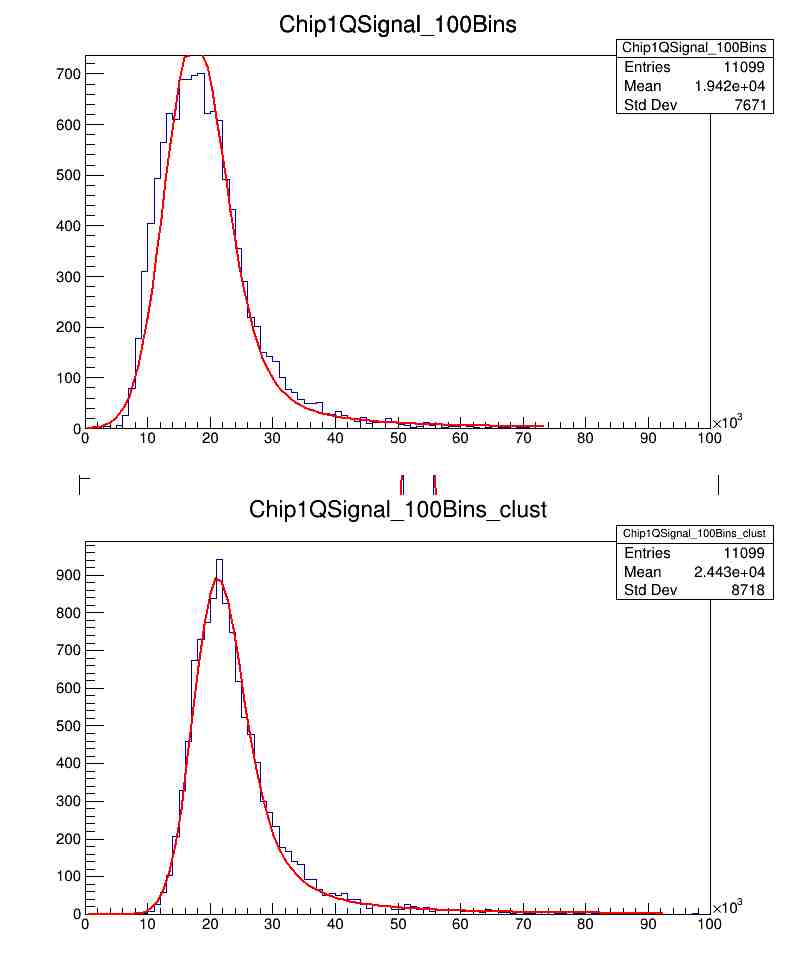 Chip1QSignal_100Bins
Chip1QSignal_100Bins
Entries 11099
Mean 1.942e+04
Std Dev 7671
700
600
500
400
300
200
100
0
0 10 20 30 40 50 60 70 80 90 100
×10³
Chip1QSignal_100Bins_clust
Chip1QSignal_100Bins_clust
Entries 11099
Mean 2.443e+04
Std Dev 8718
900
800
700
600
500
400
300
200
100
0
0 10 20 30 40 50 60 70 80 90 100
×10³